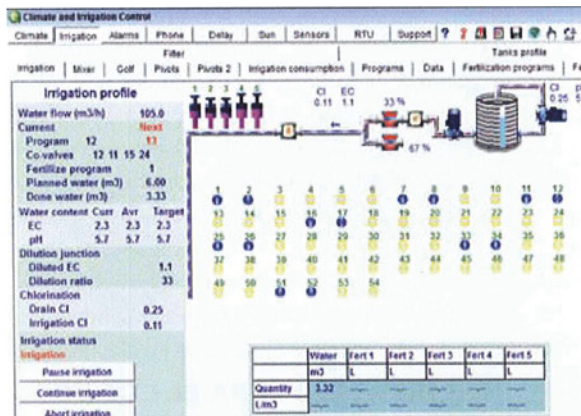 Climate and Irrigation Control
Climate Irrigation Alarms Phone Delay Sun Sensors RTU Support ? ?
Filter Tanks profile
Irrigation Mixer Golf Pivots Pivots 2 Irrigation consumption Programs Data Fertilization programs Fe
Irrigation profile
Water flow (m3/h) 105.0
Current Next
Program 12 13
Co-valves 12 11 15 24
Fertilize program 1
Planned water (m3) 6.00
Done water (m3) 3.33
Water content Curr Avr Target
EC 2.3 2.3 2.3
pH 5.7 5.7 5.7
Dilution junction
Diluted EC 1.1
Dilution ratio 33
Chlorination
Drain Cl 0.25
Irrigation Cl 0.11
Irrigation status
Irrigation
Pause irrigation
Continue irrigation
Abort irrigation
1 2 3 4 5
Cl EC
0.11 1.1
33 %
67 %
Cl p
0.25 5
1 2 3 4 5 6 7 8 9 10 11 12
13 14 15 16 17 18 19 20 21 22 23 24
25 26 27 28 29 30 31 32 33 34 35 36
37 38 39 40 41 42 43 44 45 46 47 48
49 50 51 52 53 54
Water Fert 1 Fert 2 Fert 3 Fert 4 Fert 5
m3 L L L L L
Quantity 3.32 --.-- --.-- --.-- --.-- --.--
L/m3 --.-- --.-- --.-- --.-- --.--